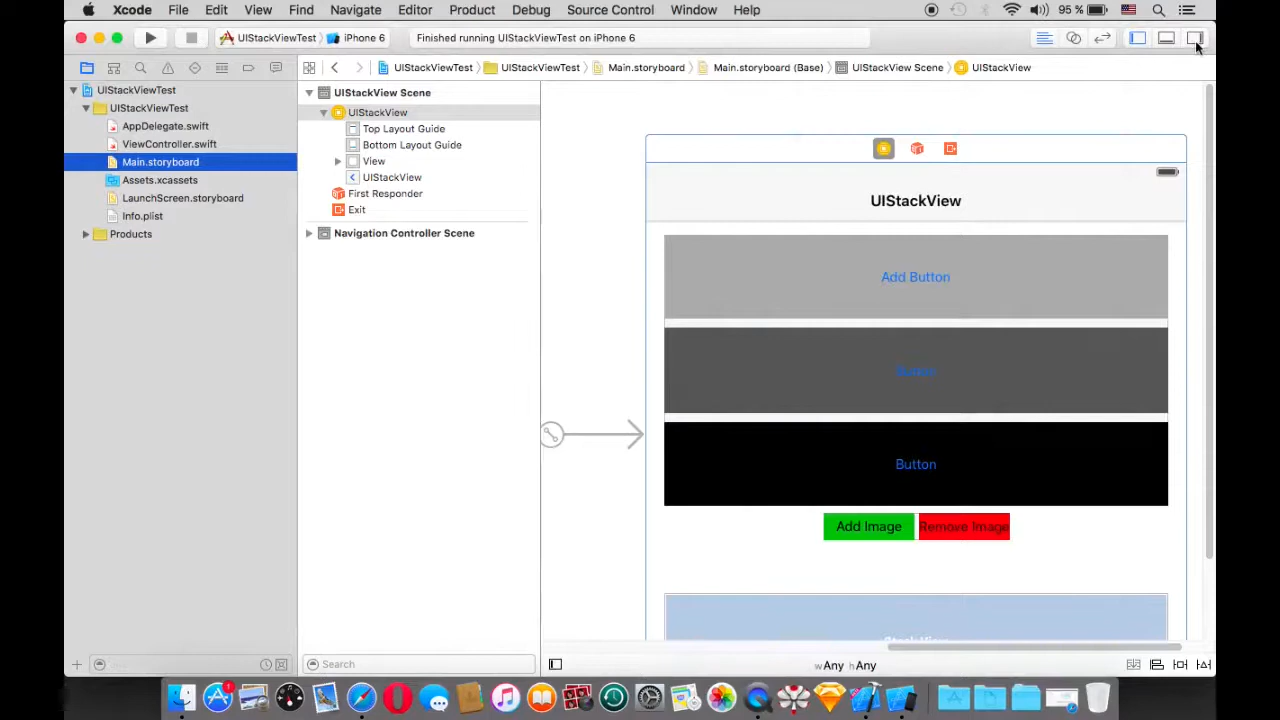 Xcode File Edit View Find Navigate Editor Product Debug Source Control Window Help 95 %
UIStackViewTest iPhone 6 Finished running UIStackViewTest on iPhone 6
UIStackViewTest UIStackViewTest Main.storyboard Main.storyboard (Base) UIStackView Scene UIStackView
UIStackViewTest
UIStackViewTest
AppDelegate.swift
ViewController.swift
Main.storyboard
Assets.xcassets
LaunchScreen.storyboard
Info.plist
Products
UIStackView Scene
UIStackView
Top Layout Guide
Bottom Layout Guide
View
UIStackView
First Responder
Exit
Navigation Controller Scene
UIStackView
Add Button
Button
Button
Add Image Remove Image
Stack View
Search
wAny hAny
1